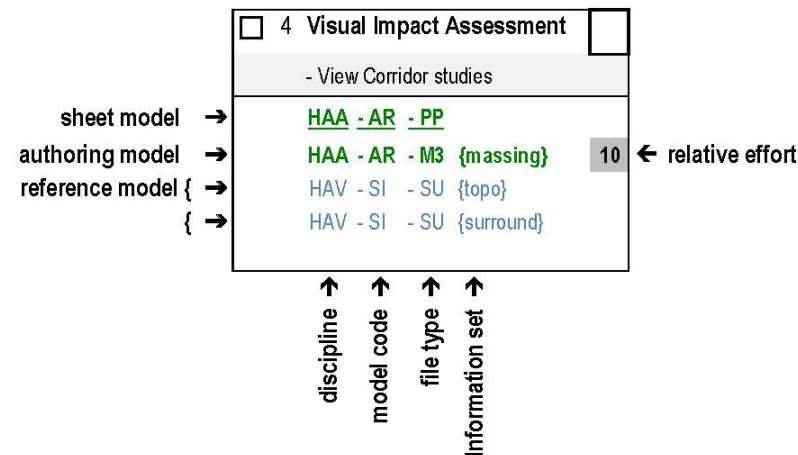 4 Visual Impact Assessment
- View Corridor studies
sheet model → HAA - AR - PP
authoring model → HAA - AR - M3 {massing} 10 ← relative effort
reference model { → HAV - SI - SU {topo}
{ → HAV - SI - SU {surround}
discipline
model code
file type
Information set